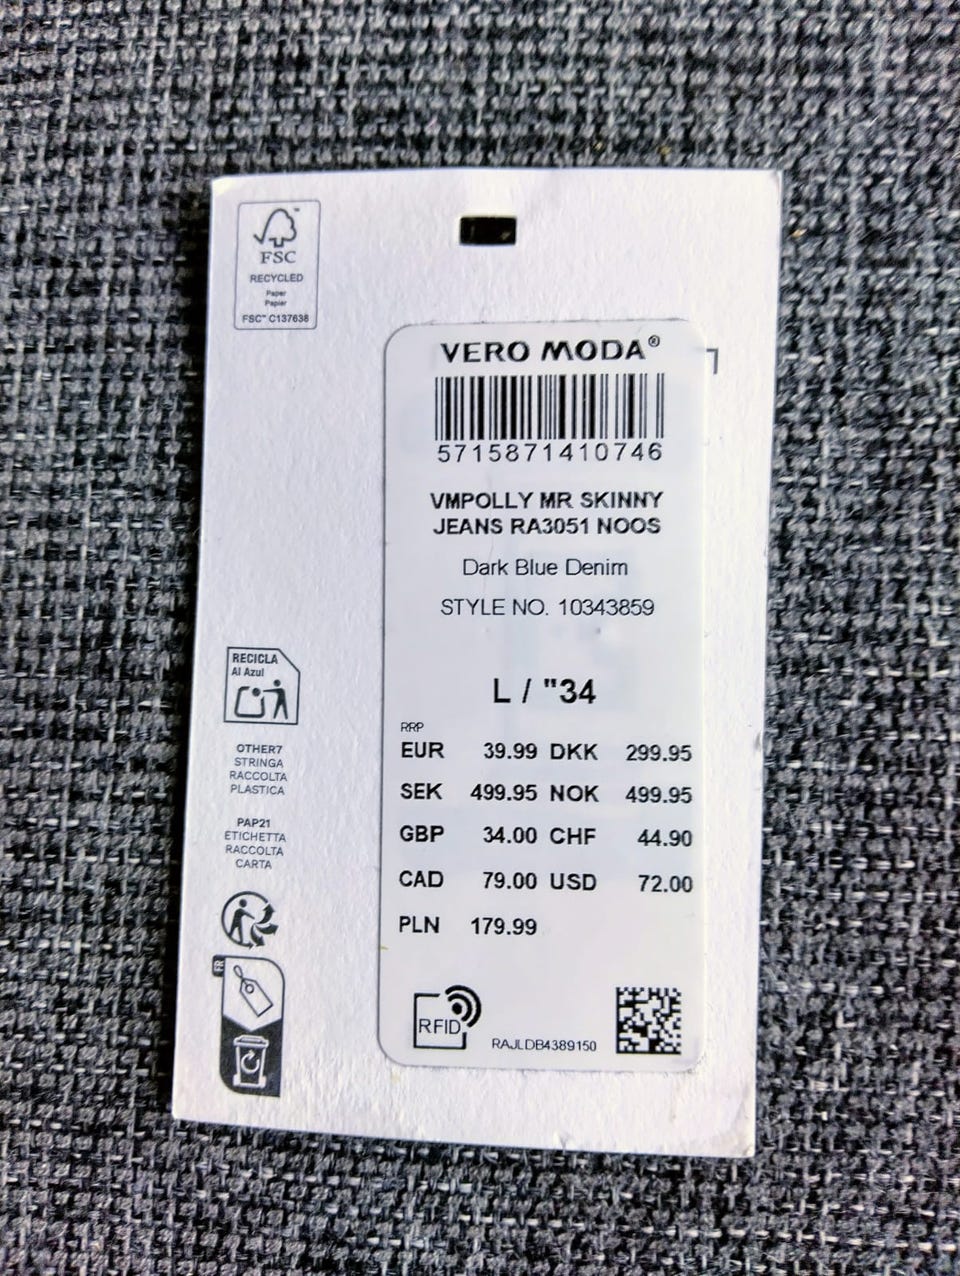 FSC™
RECYCLED
Paper
Papier
FSC™ C137638
VERO MODA®
5715871410746
VMPOLLY MR SKINNY
JEANS RA3051 NOOS
Dark Blue Denim
STYLE NO. 10343859
L / "34
RRP
EUR 39.99 DKK 299.95
SEK 499.95 NOK 499.95
GBP 34.00 CHF 44.90
CAD 79.00 USD 72.00
PLN 179.99
RFID
RAJLDB4389150
RECICLA
Al Azul
OTHER7
STRINGA
RACCOLTA
PLASTICA
PAP21
ETICHETTA
RACCOLTA
CARTA
FR